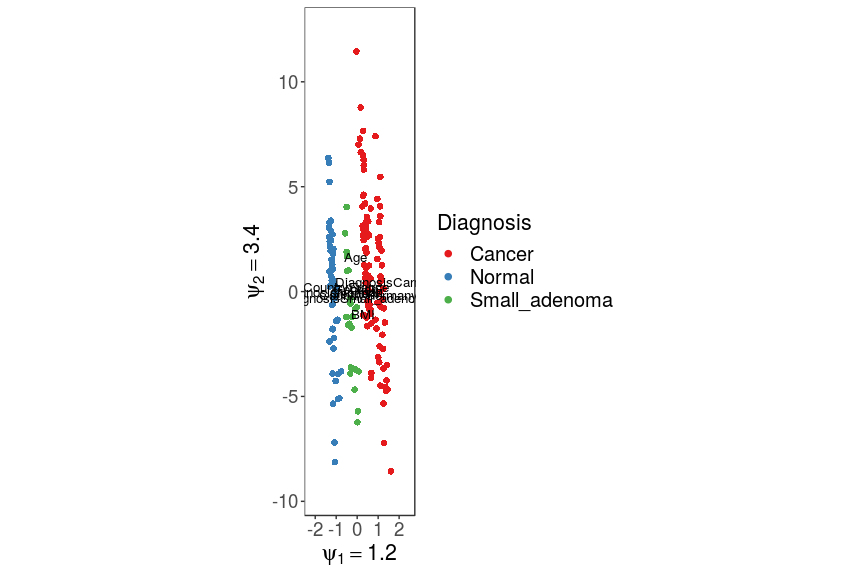 10
5
0
-5
-10
-2 -1 0 1 2
ψ1 = 1.2
ψ2 = 3.4
Age
DiagnosisCan
BMI
Diagnosis
Cancer
Normal
Small_adenoma